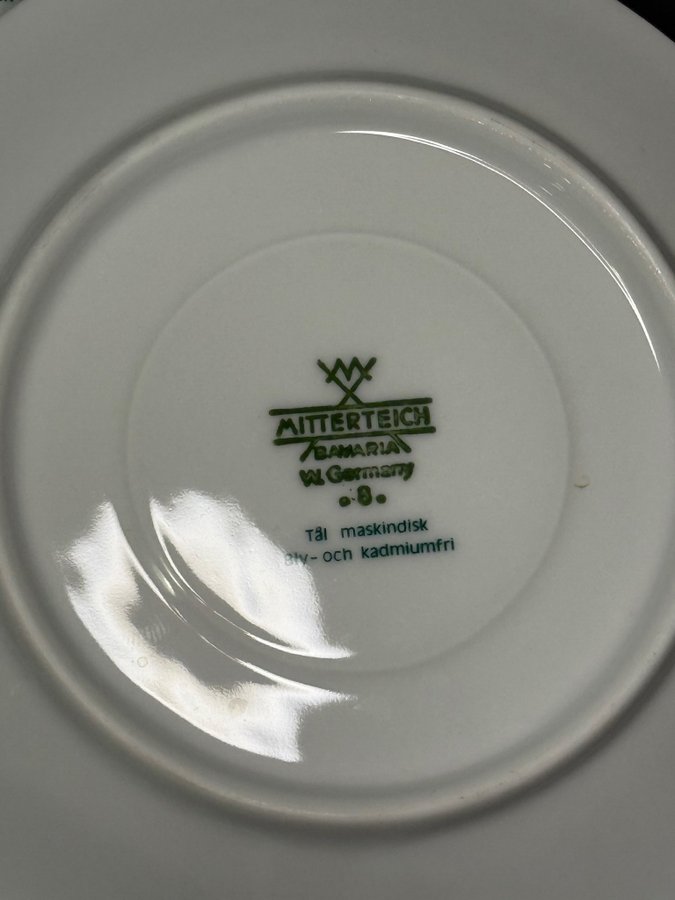 MITTERTEICH
BAVARIA
W. Germany
.8.
Tål maskindisk
Bly- och kadmiumfri